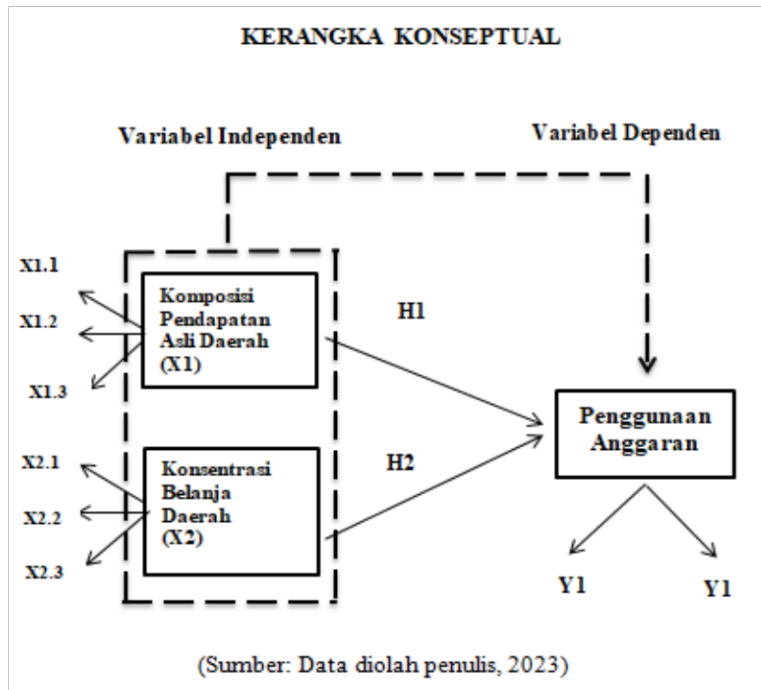 KERANGKA KONSEPTUAL
Variabel Independen
Variabel Dependen
X1.1
X1.2
X1.3
Komposisi
Pendapatan
Asli Daerah
(X1)
H1
X2.1
X2.2
X2.3
Konsentrasi
Belanja
Daerah
(X2)
H2
Penggunaan
Anggaran
Y1
Y1
(Sumber: Data diolah penulis, 2023)